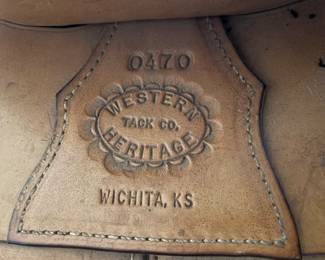 0470
WESTERN
TACK CO.
HERITAGE
WICHITA, KS